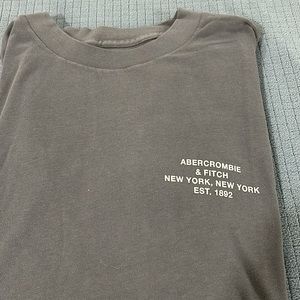 ABERCROMBIE
& FITCH
NEW YORK, NEW YORK
EST. 1892